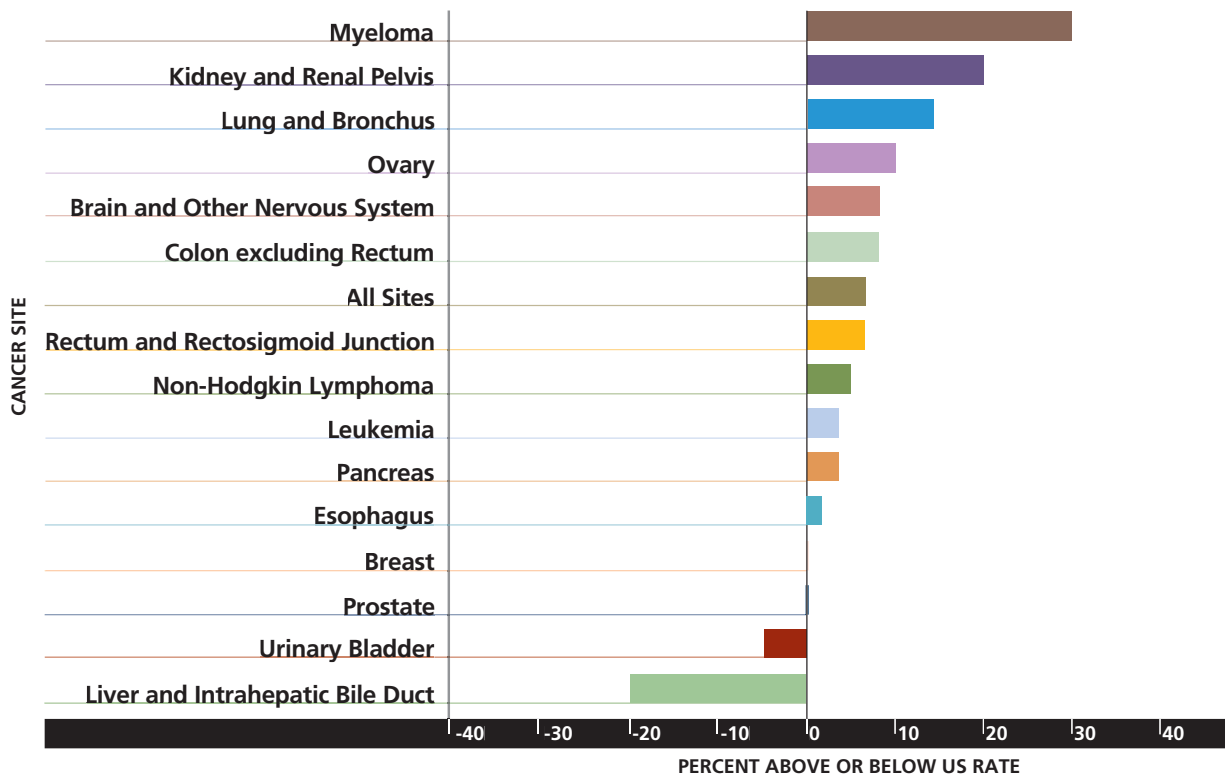 Myeloma
Kidney and Renal Pelvis
Lung and Bronchus
Ovary
Brain and Other Nervous System
Colon excluding Rectum
All Sites
Rectum and Rectosigmoid Junction
Non-Hodgkin Lymphoma
Leukemia
Pancreas
Esophagus
Breast
Prostate
Urinary Bladder
Liver and Intrahepatic Bile Duct
CANCER SITE
-40 -30 -20 -10 0 10 20 30 40
PERCENT ABOVE OR BELOW US RATE